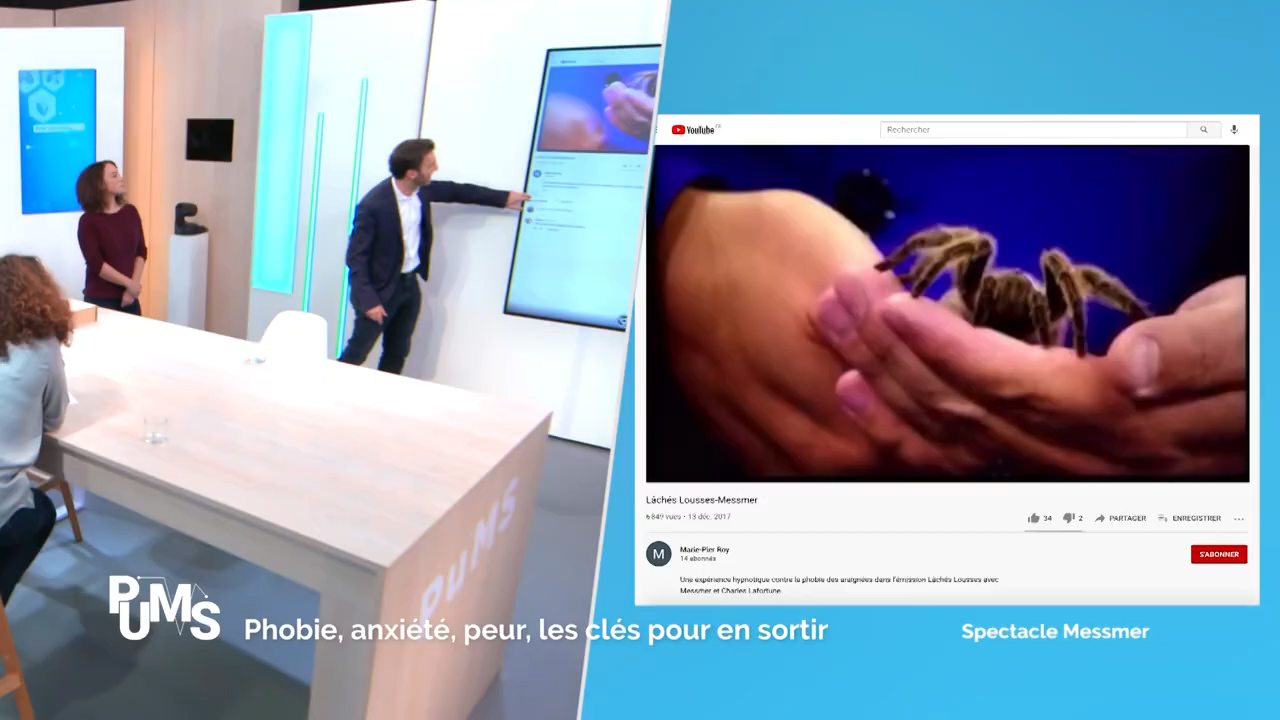 YouTube FR
Rechercher
Lâchés Lousses-Messmer
6 849 vues • 13 déc. 2017
34
2
PARTAGER
ENREGISTRER
M
Marie-Pier Roy
14 abonnés
S'ABONNER
Une expérience hypnotique contre la phobie des araignées dans l'émission Lâchés Lousses avec
Messmer et Charles Lafortune.
PUMS
PUMS
Phobie, anxiété, peur, les clés pour en sortir
Spectacle Messmer